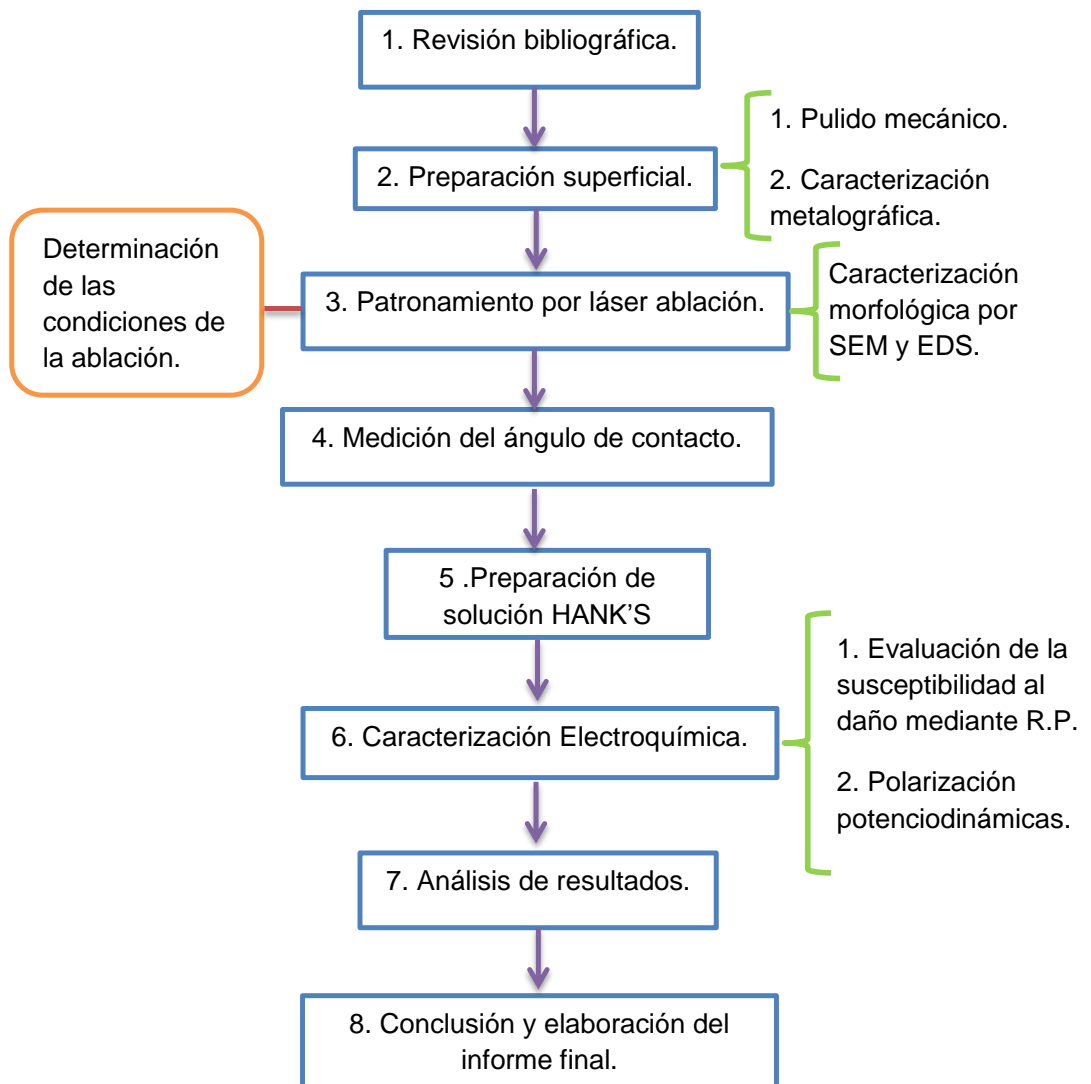 1. Revisión bibliográfica.
2. Preparación superficial.
1. Pulido mecánico.
2. Caracterización
metalográfica.
Determinación
de las
condiciones de
la ablación.
3. Patronamiento por láser ablación.
Caracterización
morfológica por
SEM y EDS.
4. Medición del ángulo de contacto.
5 .Preparación de
solución HANK’S
6. Caracterización Electroquímica.
1. Evaluación de la
susceptibilidad al
daño mediante R.P.
2. Polarización
potenciodinámicas.
7. Análisis de resultados.
8. Conclusión y elaboración del
informe final.